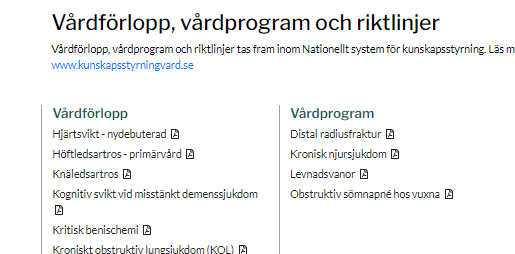 Vårdförlopp, vårdprogram och riktlinjer
Vårdförlopp, vårdprogram och riktlinjer tas fram inom Nationellt system för kunskapsstyrning. Läs m
www.kunskapsstyrningvard.se
Vårdförlopp
Hjärtsvikt - nydebuterad
Höftledsartros - primärvård
Knäledsartros
Kognitiv svikt vid misstänkt demenssjukdom
Kritisk benischemi
Kroniskt obstruktiv lungsjukdom (KOL)
Vårdprogram
Distal radiusfraktur
Kronisk njursjukdom
Levnadsvanor
Obstruktiv sömnapné hos vuxna